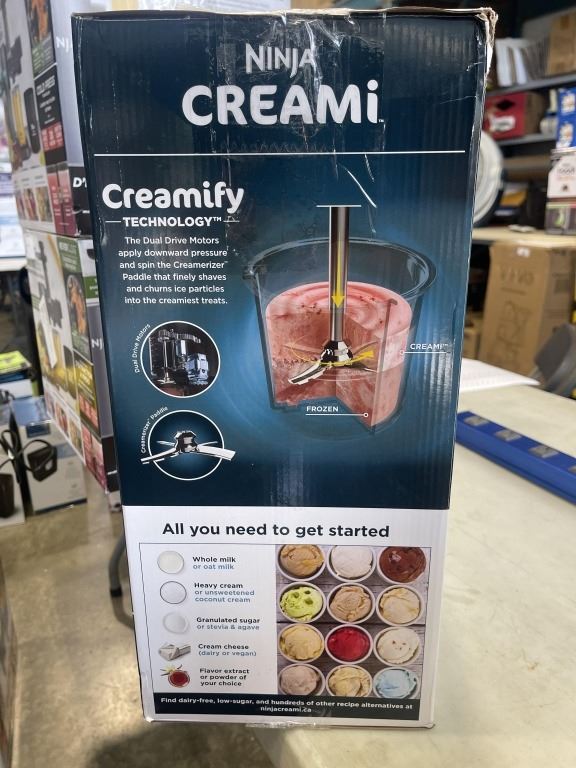 NINJA
CREAMi™
Creamify
TECHNOLOGY™
The Dual Drive Motors
apply downward pressure
and spin the Creamerizer™
Paddle that finely shaves
and churns ice particles
into the creamiest treats.
Dual Drive Motors
Creamerizer™ Paddle
CREAMi™
FROZEN
All you need to get started
Whole milk
or oat milk
Heavy cream
or unsweetened
coconut cream
Granulated sugar
or stevia & agave
Cream cheese
(dairy or vegan)
Flavor extract
or powder of
your choice
Find dairy-free, low-sugar, and hundreds of other recipe alternatives at
ninjacreami.ca